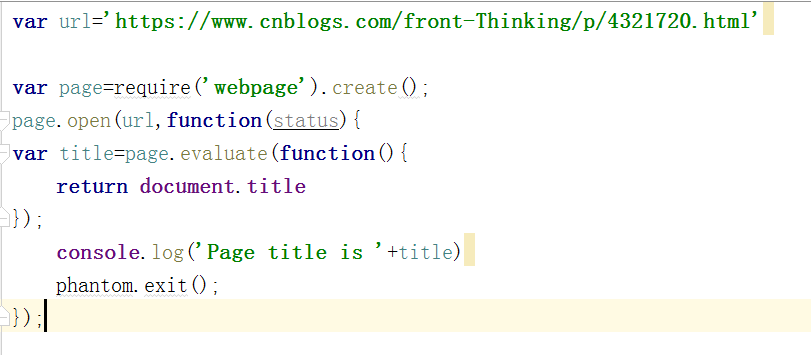 var url='https://www.cnblogs.com/front-Thinking/p/4321720.html'
var page=require('webpage').create();
page.open(url,function(status){
var title=page.evaluate(function(){
    return document.title
});
    console.log('Page title is '+title)
    phantom.exit();
});